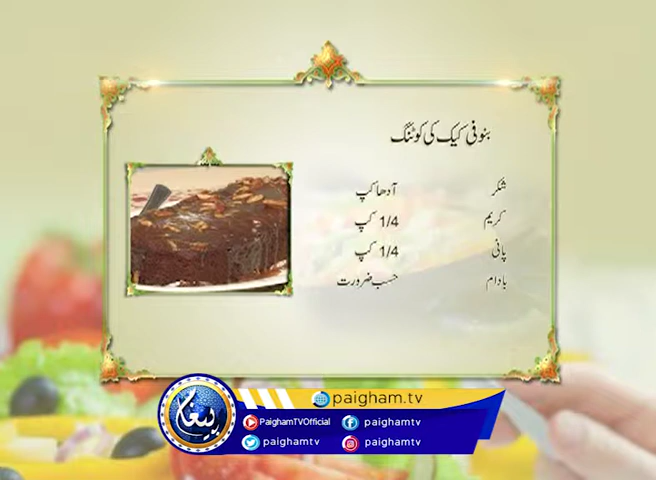 بنوفی کیک کی کوٹنگ
شکر آدھا کپ
کریم 1/4 کپ
پانی 1/4 کپ
بادام حسب ضرورت
پیغام
paigham.tv
PaighamTVOfficial paighamtv
paighamtv paighamtv